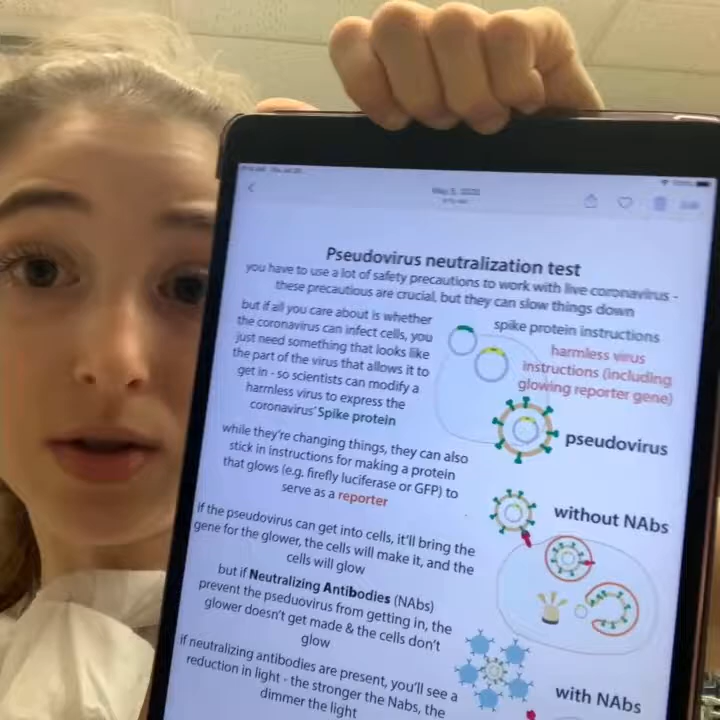 May 5, 2020
Pseudovirus neutralization test
you have to use a lot of safety precautions to work with live coronavirus -
these precautious are crucial, but they can slow things down
but if all you care about is whether
the coronavirus can infect cells, you
just need something that looks like
the part of the virus that allows it to
get in - so scientists can modify a
harmless virus to express the
coronavirus' Spike protein
spike protein instructions
harmless virus
instructions (including
glowing reporter gene)
pseudovirus
while they're changing things, they can also
stick in instructions for making a protein
that glows (e.g. firefly luciferase or GFP) to
serve as a reporter
without NAbs
if the pseudovirus can get into cells, it'll bring the
gene for the glower, the cells will make it, and the
cells will glow
but if Neutralizing Antibodies (NAbs)
prevent the pseduovirus from getting in, the
glower doesn't get made & the cells don't
glow
if neutralizing antibodies are present, you'll see a
reduction in light - the stronger the Nabs, the
dimmer the light
with NAbs